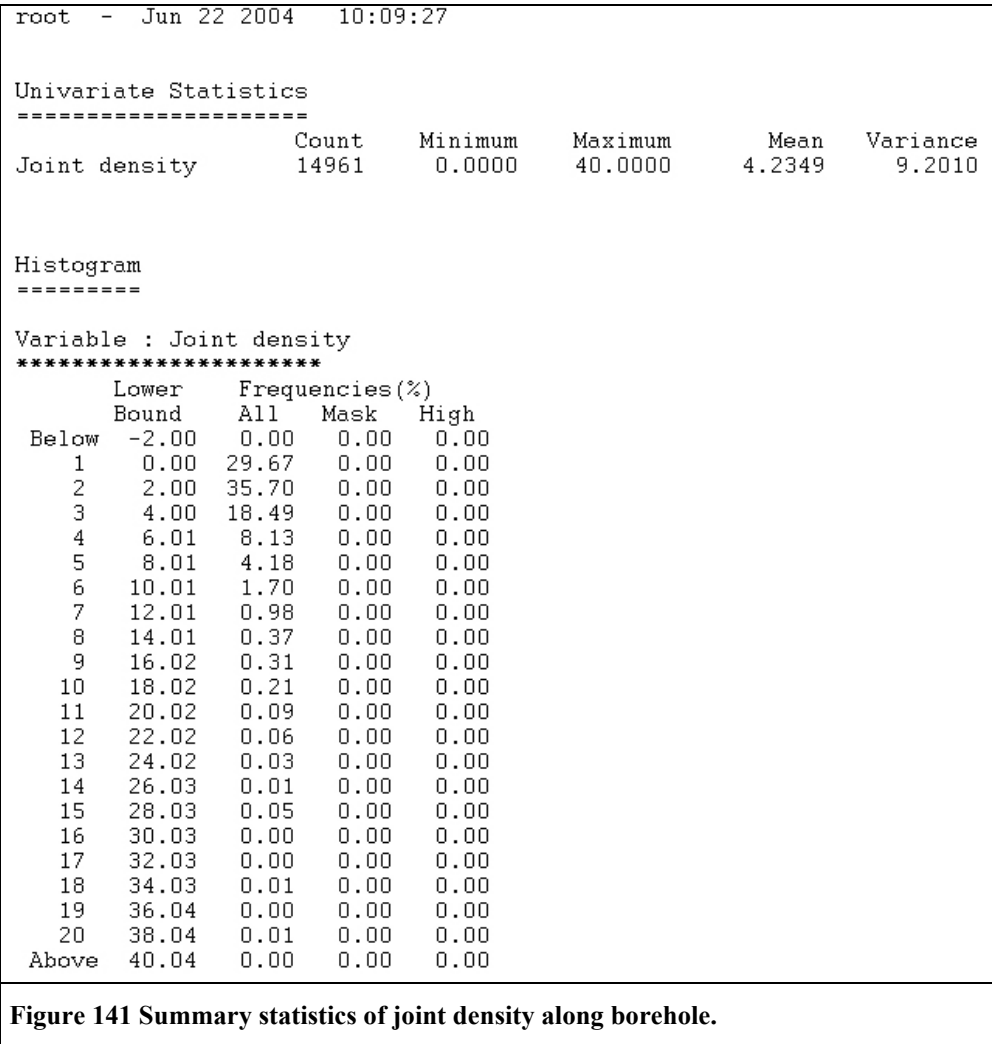 root - Jun 22 2004 10:09:27
Univariate Statistics
=====================
Count Minimum Maximum Mean Variance
Joint density 14961 0.0000 40.0000 4.2349 9.2010
Histogram
=========
Variable : Joint density
**********************
Lower Frequencies(%)
Bound All Mask High
Below -2.00 0.00 0.00 0.00
1 0.00 29.67 0.00 0.00
2 2.00 35.70 0.00 0.00
3 4.00 18.49 0.00 0.00
4 6.01 8.13 0.00 0.00
5 8.01 4.18 0.00 0.00
6 10.01 1.70 0.00 0.00
7 12.01 0.98 0.00 0.00
8 14.01 0.37 0.00 0.00
9 16.02 0.31 0.00 0.00
10 18.02 0.21 0.00 0.00
11 20.02 0.09 0.00 0.00
12 22.02 0.06 0.00 0.00
13 24.02 0.03 0.00 0.00
14 26.03 0.01 0.00 0.00
15 28.03 0.05 0.00 0.00
16 30.03 0.00 0.00 0.00
17 32.03 0.00 0.00 0.00
18 34.03 0.01 0.00 0.00
19 36.04 0.00 0.00 0.00
20 38.04 0.01 0.00 0.00
Above 40.04 0.00 0.00 0.00
Figure 141 Summary statistics of joint density along borehole.